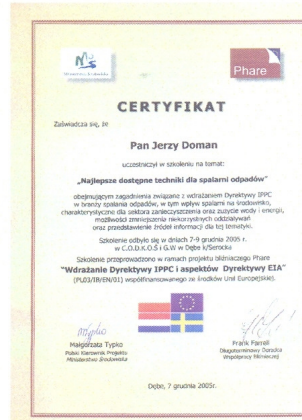 Ministerstwo Środowiska
Phare
CERTYFIKAT
Zaświadcza się, że
Pan Jerzy Doman
uczestniczył w szkoleniu na temat:
„Najlepsze dostępne techniki dla spalarni odpadów"
obejmującym zagadnienia związane z wdrażaniem Dyrektywy IPPC
w branży spalania odpadów, w tym wpływ spalarni na środowisko,
charakterystyczne dla sektora zanieczyszczenia oraz zużycie wody i energii,
możliwości zmniejszenia niekorzystnych oddziaływań
oraz przedstawienie źródeł informacji dla tej tematyki.
Szkolenie odbyło się w dniach 7-9 grudnia 2005 r.
w C.O.D.K.O.Ś i G.W w Dębe k/Serocka
Szkolenie przeprowadzono w ramach projektu bliźniaczego Phare
"Wdrażanie Dyrektywy IPPC i aspektów Dyrektywy EIA"
(PL03/IB/EN/01) współfinansowanego ze środków Unii Europejskiej.
Małgorzata Typko
Polski Kierownik Projektu
Ministerstwo Środowiska
Frank Farrell
Długoterminowy Doradca
Współpracy Bliźniaczej
Dębe, 7 grudnia 2005r.